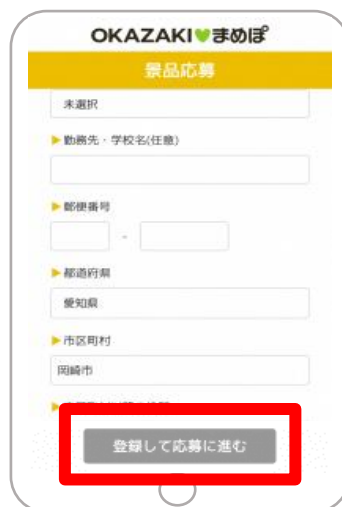 OKAZAKI💚まめぽ
景品応募
未選択
▶勤務先・学校名(任意)
▶郵便番号
-
▶都道府県
愛知県
▶市区町村
岡崎市
登録して応募に進む